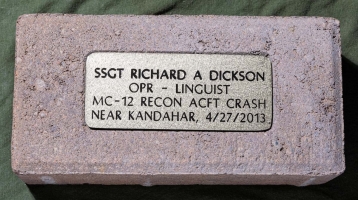 SSGT RICHARD A DICKSON
OPR - LINGUIST
MC-12 RECON ACFT CRASH
NEAR KANDAHAR, 4/27/2013